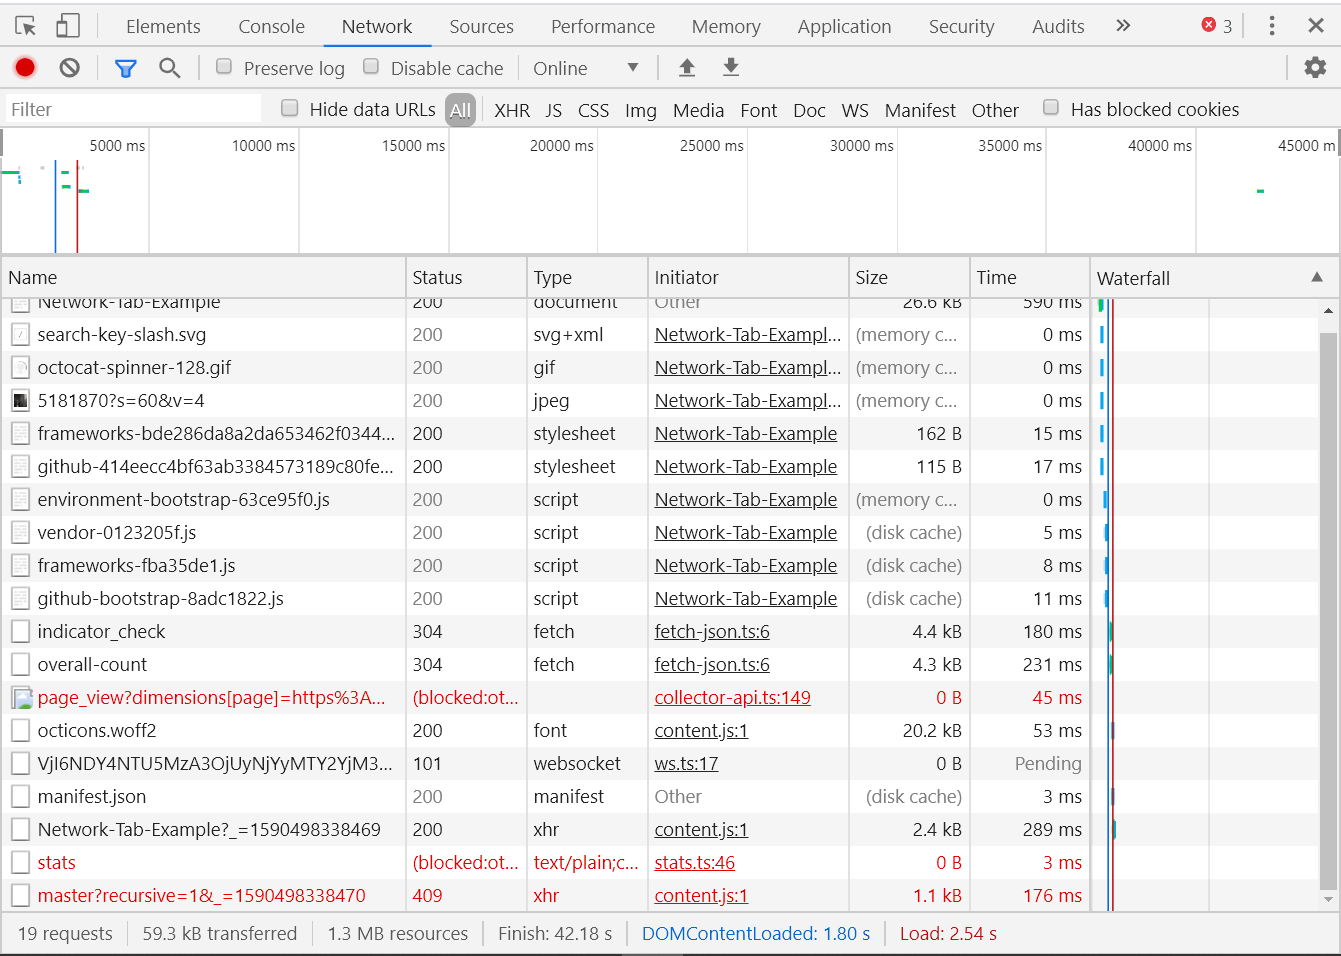 Elements Console Network Sources Performance Memory Application Security Audits » 3
Preserve log Disable cache Online
Filter Hide data URLs All XHR JS CSS Img Media Font Doc WS Manifest Other Has blocked cookies
5000 ms 10000 ms 15000 ms 20000 ms 25000 ms 30000 ms 35000 ms 40000 ms 45000 m
Name Status Type Initiator Size Time Waterfall
Network-Tab-Example 200 document Other 26.6 kB 590 ms
search-key-slash.svg 200 svg+xml Network-Tab-Exampl... (memory c... 0 ms
octocat-spinner-128.gif 200 gif Network-Tab-Exampl... (memory c... 0 ms
5181870?s=60&v=4 200 jpeg Network-Tab-Exampl... (memory c... 0 ms
frameworks-bde286da8a2da653462f0344... 200 stylesheet Network-Tab-Example 162 B 15 ms
github-414eecc4bf63ab3384573189c80fe... 200 stylesheet Network-Tab-Example 115 B 17 ms
environment-bootstrap-63ce95f0.js 200 script Network-Tab-Example (memory c... 0 ms
vendor-0123205f.js 200 script Network-Tab-Example (disk cache) 5 ms
frameworks-fba35de1.js 200 script Network-Tab-Example (disk cache) 8 ms
github-bootstrap-8adc1822.js 200 script Network-Tab-Example (disk cache) 11 ms
indicator_check 304 fetch fetch-json.ts:6 4.4 kB 180 ms
overall-count 304 fetch fetch-json.ts:6 4.3 kB 231 ms
page_view?dimensions[page]=https%3A... (blocked:ot... collector-api.ts:149 0 B 45 ms
octicons.woff2 200 font content.js:1 20.2 kB 53 ms
VjI6NDY4NTU5MzA3OjUyNjYyMTY2YjM3... 101 websocket ws.ts:17 0 B Pending
manifest.json 200 manifest Other (disk cache) 3 ms
Network-Tab-Example?_=1590498338469 200 xhr content.js:1 2.4 kB 289 ms
stats (blocked:ot... text/plain;c... stats.ts:46 0 B 3 ms
master?recursive=1&_=1590498338470 409 xhr content.js:1 1.1 kB 176 ms
19 requests 59.3 kB transferred 1.3 MB resources Finish: 42.18 s DOMContentLoaded: 1.80 s Load: 2.54 s